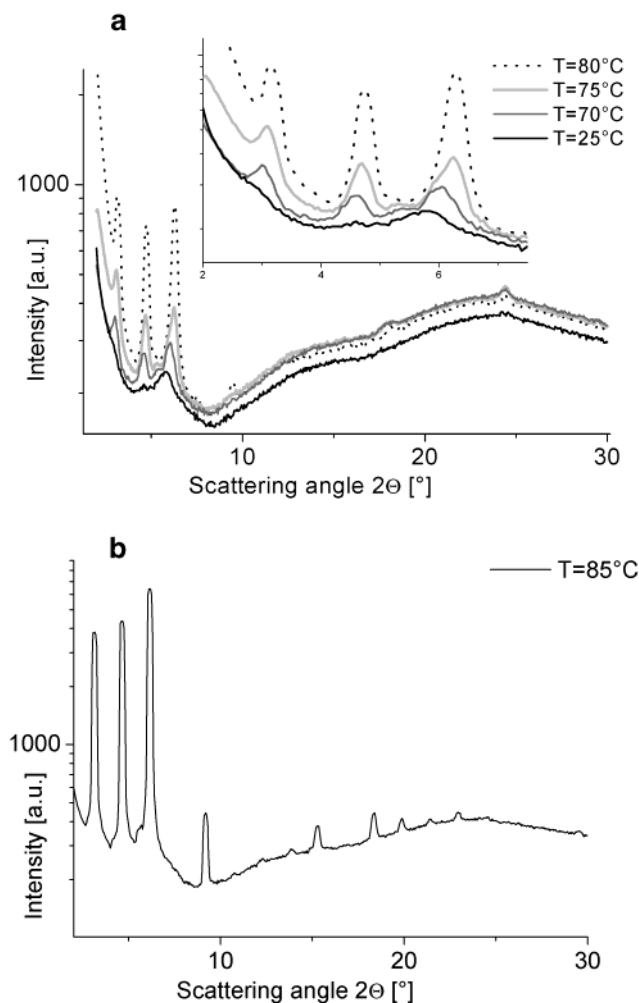 a
T=80°C
T=75°C
T=70°C
T=25°C
1000
2 4 6
Intensity [a.u.]
10 20 30
Scattering angle 2Θ [°]
b
T=85°C
1000
Intensity [a.u.]
10 20 30
Scattering angle 2Θ [°]